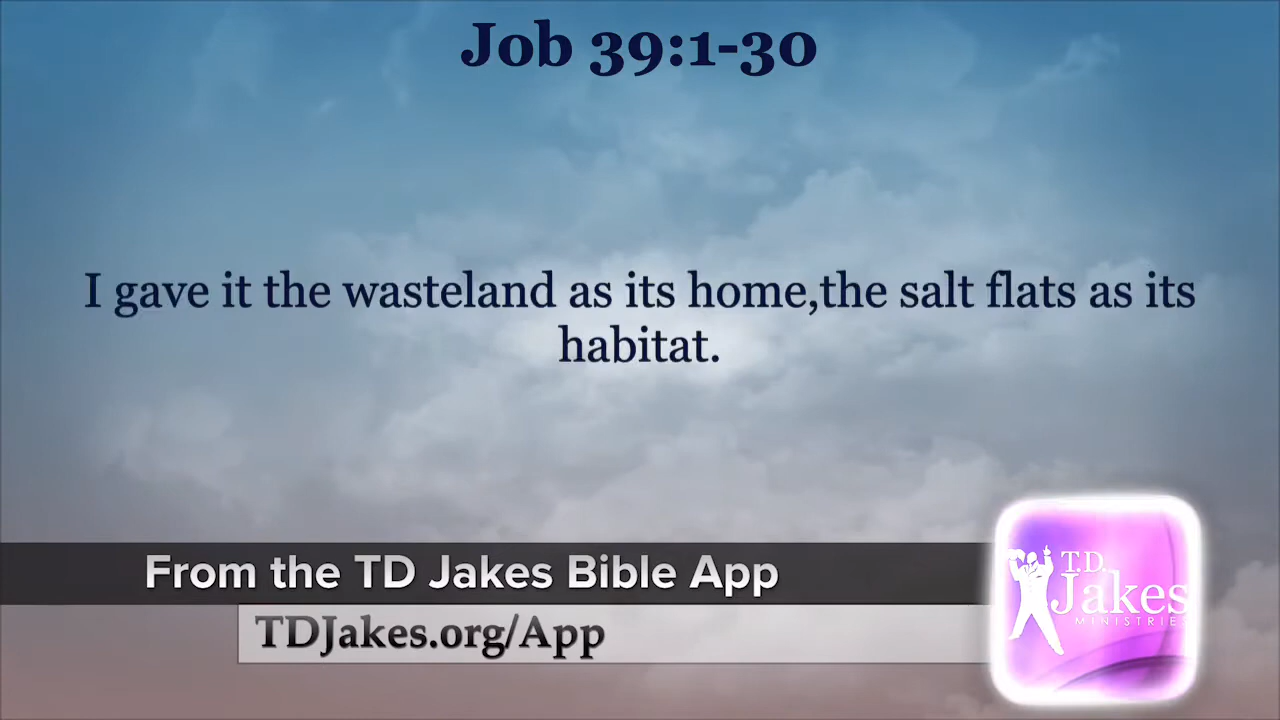 Job 39:1-30
I gave it the wasteland as its home,the salt flats as its
habitat.
From the TD Jakes Bible App
TDJakes.org/App
T.D.
Jakes
MINISTRIES